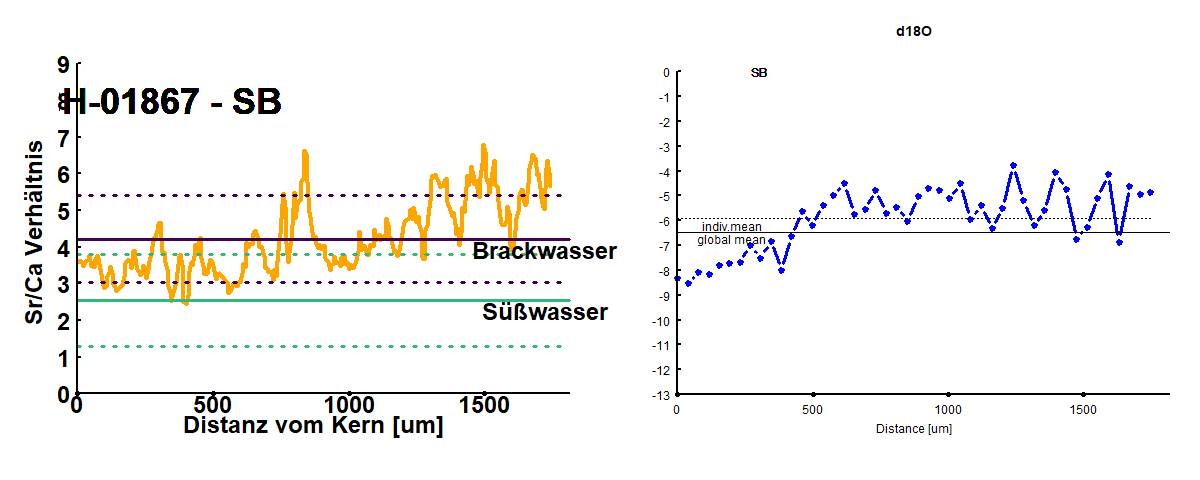 9
8
H-01867 - SB
7
6
5
4
3
2
1
0
Sr/Ca Verhältnis
Brackwasser
Süßwasser
0 500 1000 1500
Distanz vom Kern [um]
d18O
SB
0
-1
-2
-3
-4
-5
-6
-7
-8
-9
-10
-11
-12
-13
indiv.mean
global mean
0 500 1000 1500
Distance [um]